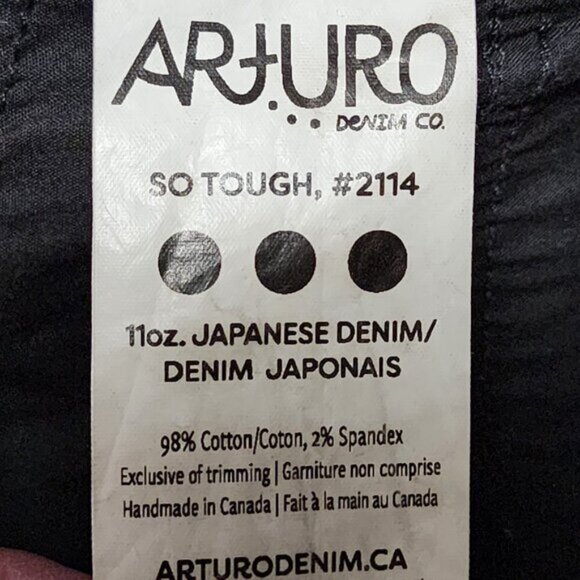 ARTURO
DENIM CO.
SO TOUGH, #2114
11oz. JAPANESE DENIM/
DENIM JAPONAIS
98% Cotton/Coton, 2% Spandex
Exclusive of trimming | Garniture non comprise
Handmade in Canada | Fait à la main au Canada
ARTURODENIM.CA